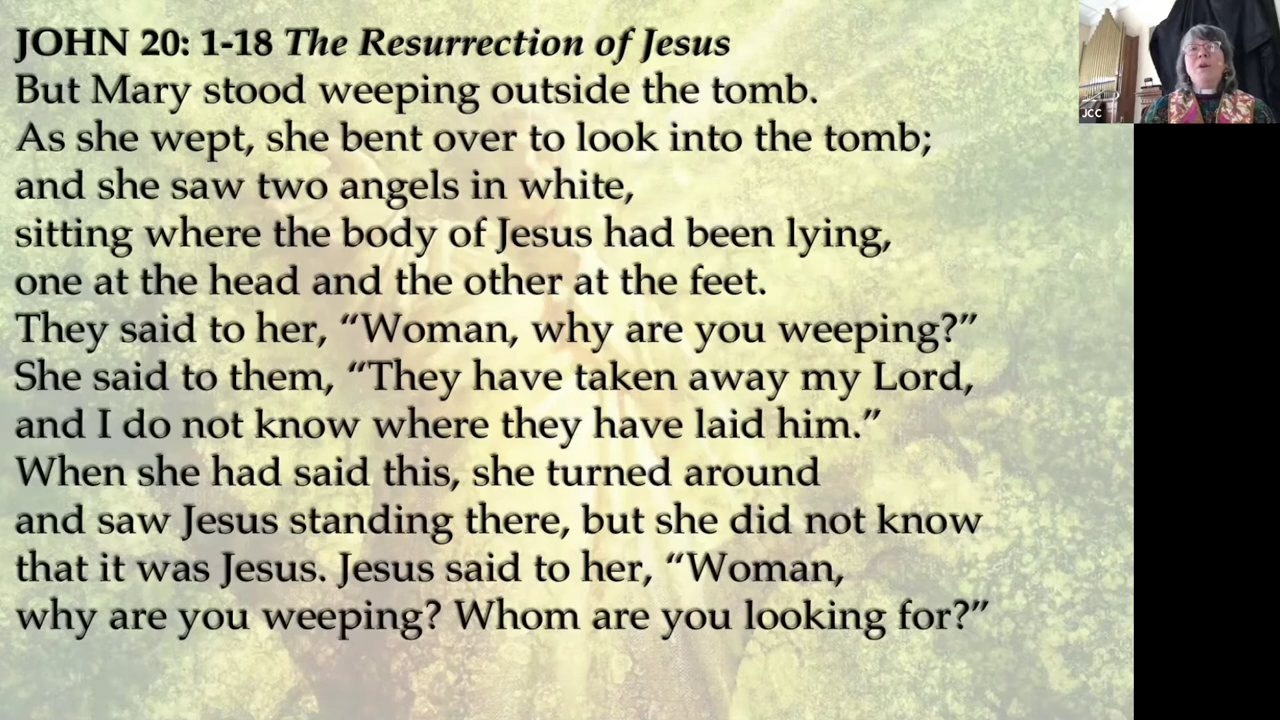 JOHN 20: 1-18 The Resurrection of Jesus
But Mary stood weeping outside the tomb.
As she wept, she bent over to look into the tomb;
and she saw two angels in white,
sitting where the body of Jesus had been lying,
one at the head and the other at the feet.
They said to her, “Woman, why are you weeping?”
She said to them, “They have taken away my Lord,
and I do not know where they have laid him.”
When she had said this, she turned around
and saw Jesus standing there, but she did not know
that it was Jesus. Jesus said to her, “Woman,
why are you weeping? Whom are you looking for?”
JCC